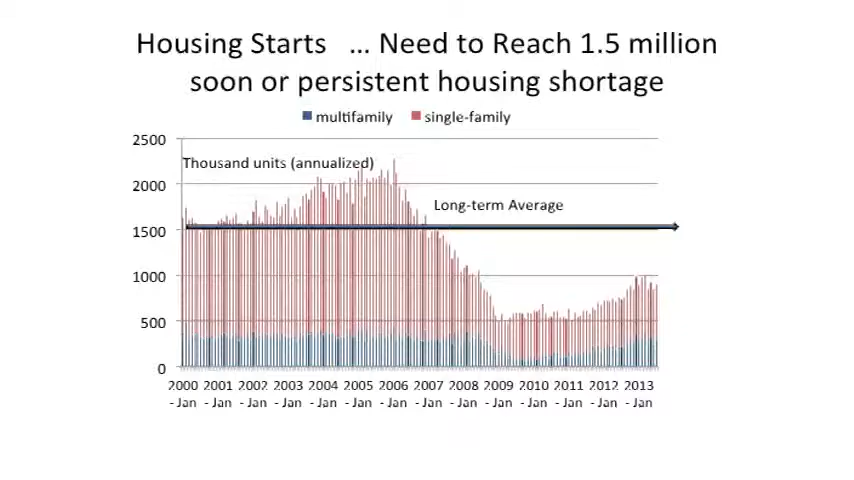 Housing Starts ... Need to Reach 1.5 million
soon or persistent housing shortage
multifamily single-family
2500
Thousand units (annualized)
2000
Long-term Average
1500
1000
500
0
2000 2001 2002 2003 2004 2005 2006 2007 2008 2009 2010 2011 2012 2013
- Jan - Jan - Jan - Jan - Jan - Jan - Jan - Jan - Jan - Jan - Jan - Jan - Jan - Jan